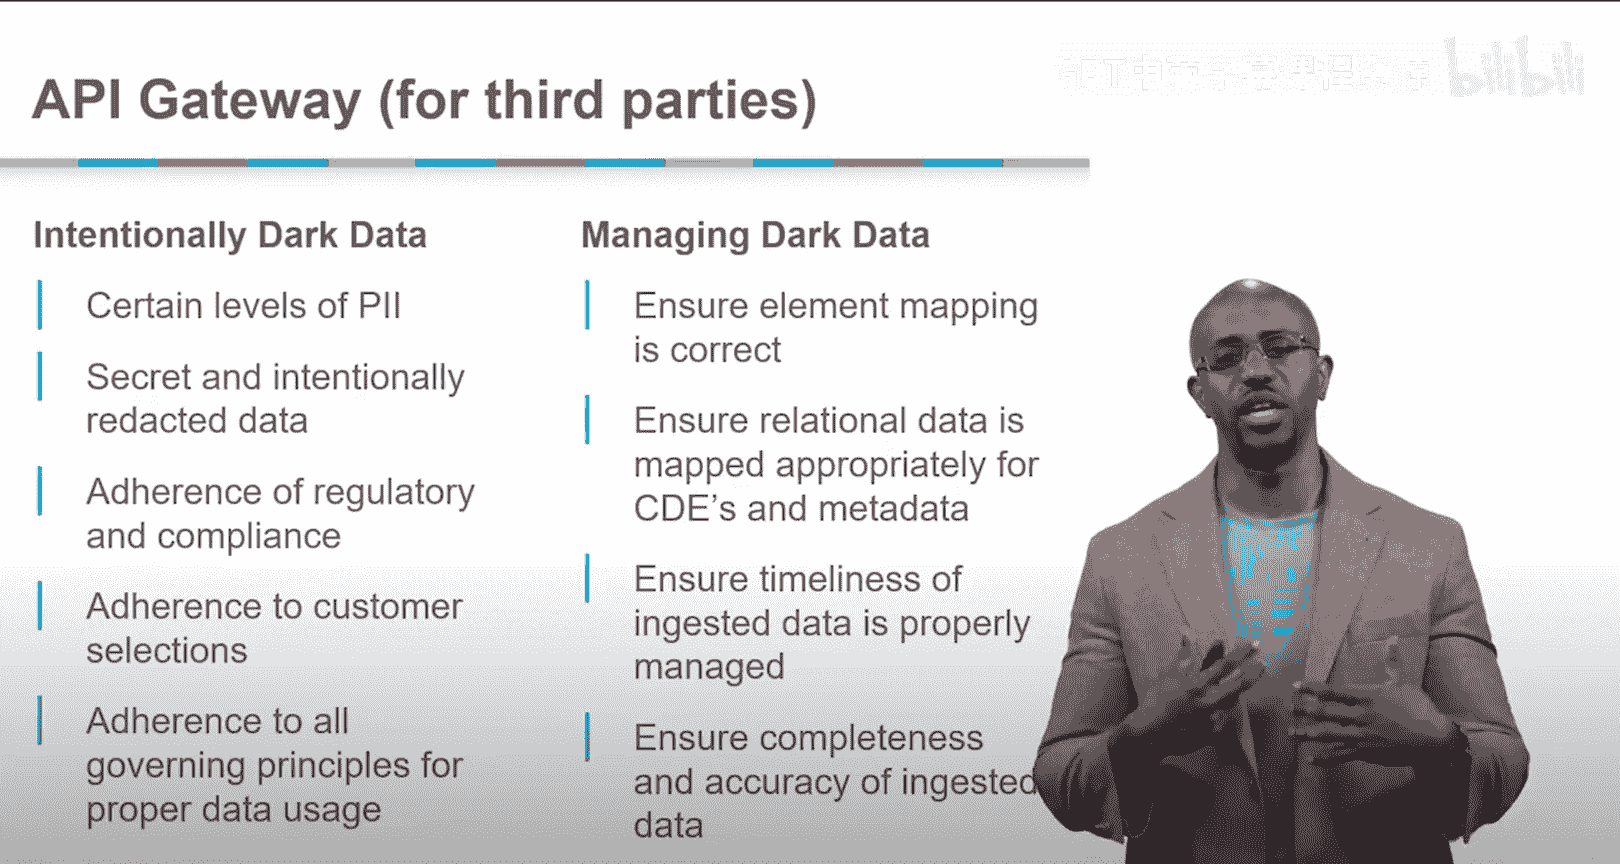 API Gateway (for third parties)
bilibili
Intentionally Dark Data
Certain levels of PII
Secret and intentionally
redacted data
Adherence of regulatory
and compliance
Adherence to customer
selections
Adherence to all
governing principles for
proper data usage
Managing Dark Data
Ensure element mapping
is correct
Ensure relational data is
mapped appropriately for
CDE's and metadata
Ensure timeliness of
ingested data is properly
managed
Ensure completeness
and accuracy of ingested
data